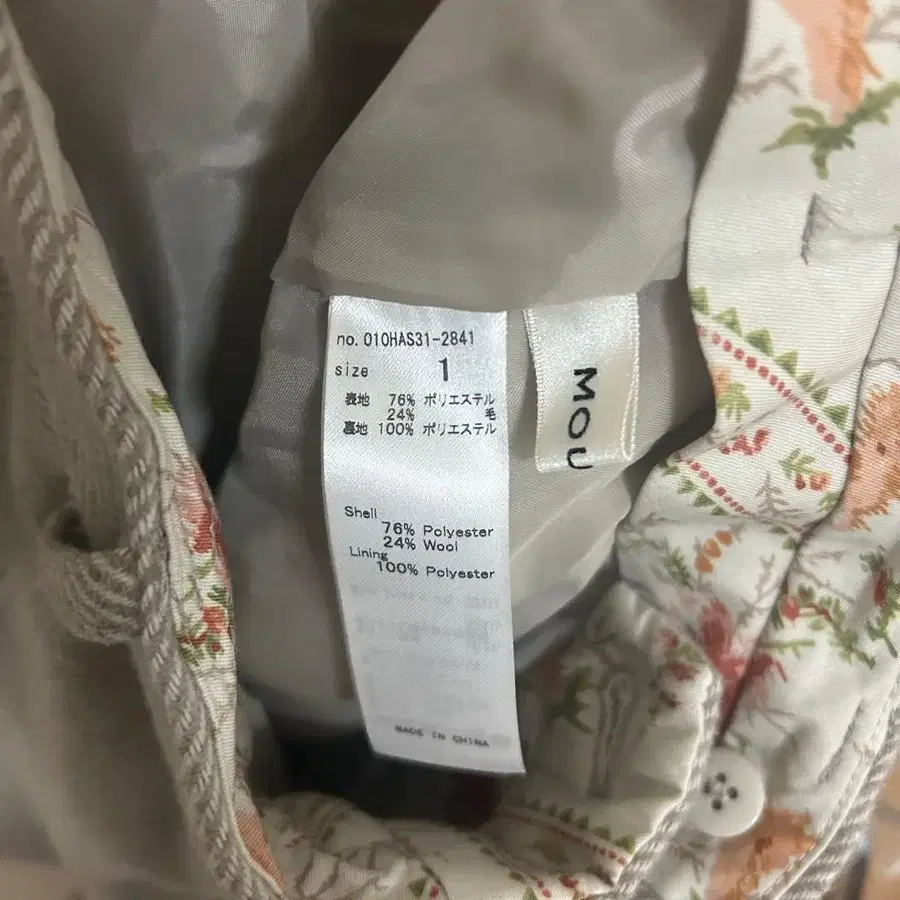 no. 010HAS31-2841
size 1
表地 76% ポリエステル
24% 毛
裏地 100% ポリエステル
Shell
76% Polyester
24% Wool
Lining
100% Polyester
MADE IN CHINA
MOU